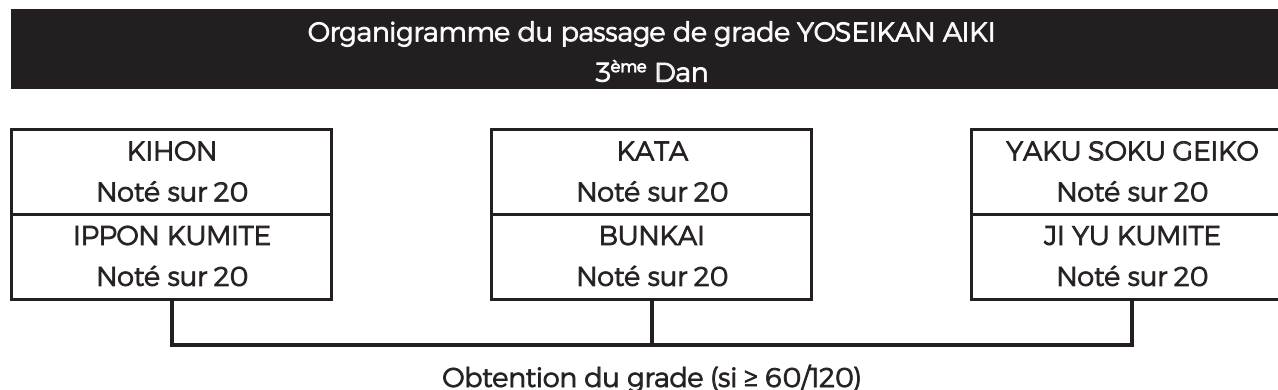 Organigramme du passage de grade YOSEIKAN AIKI
3ème Dan
KIHON
Noté sur 20
IPPON KUMITE
Noté sur 20
KATA
Noté sur 20
BUNKAI
Noté sur 20
YAKU SOKU GEIKO
Noté sur 20
JI YU KUMITE
Noté sur 20
Obtention du grade (si ≥ 60/120)